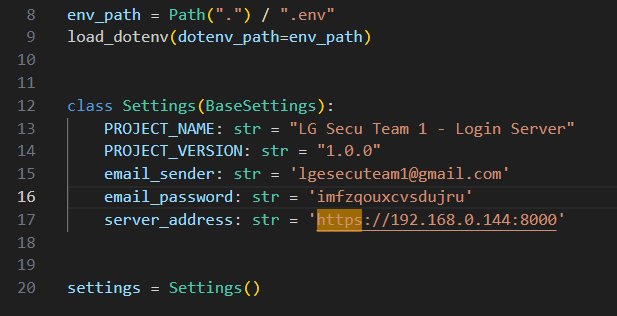 8 env_path = Path(".") / ".env"
9 load_dotenv(dotenv_path=env_path)
10
11
12 class Settings(BaseSettings):
13 PROJECT_NAME: str = "LG Secu Team 1 - Login Server"
14 PROJECT_VERSION: str = "1.0.0"
15 email_sender: str = 'lgesecuteam1@gmail.com'
16 email_password: str = 'imfzqouxcvsdujru'
17 server_address: str = 'https://192.168.0.144:8000'
18
19
20 settings = Settings()